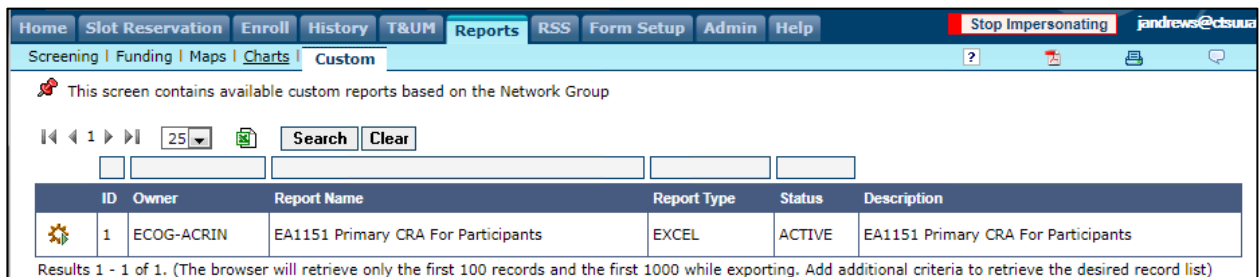 Home Slot Reservation Enroll History T&UM Reports RSS Form Setup Admin Help Stop Impersonating jandrews@ctsuua
Screening | Funding | Maps | Charts | Custom ?
This screen contains available custom reports based on the Network Group
1 25 Search Clear
ID Owner Report Name Report Type Status Description
1 ECOG-ACRIN EA1151 Primary CRA For Participants EXCEL ACTIVE EA1151 Primary CRA For Participants
Results 1 - 1 of 1. (The browser will retrieve only the first 100 records and the first 1000 while exporting. Add additional criteria to retrieve the desired record list)